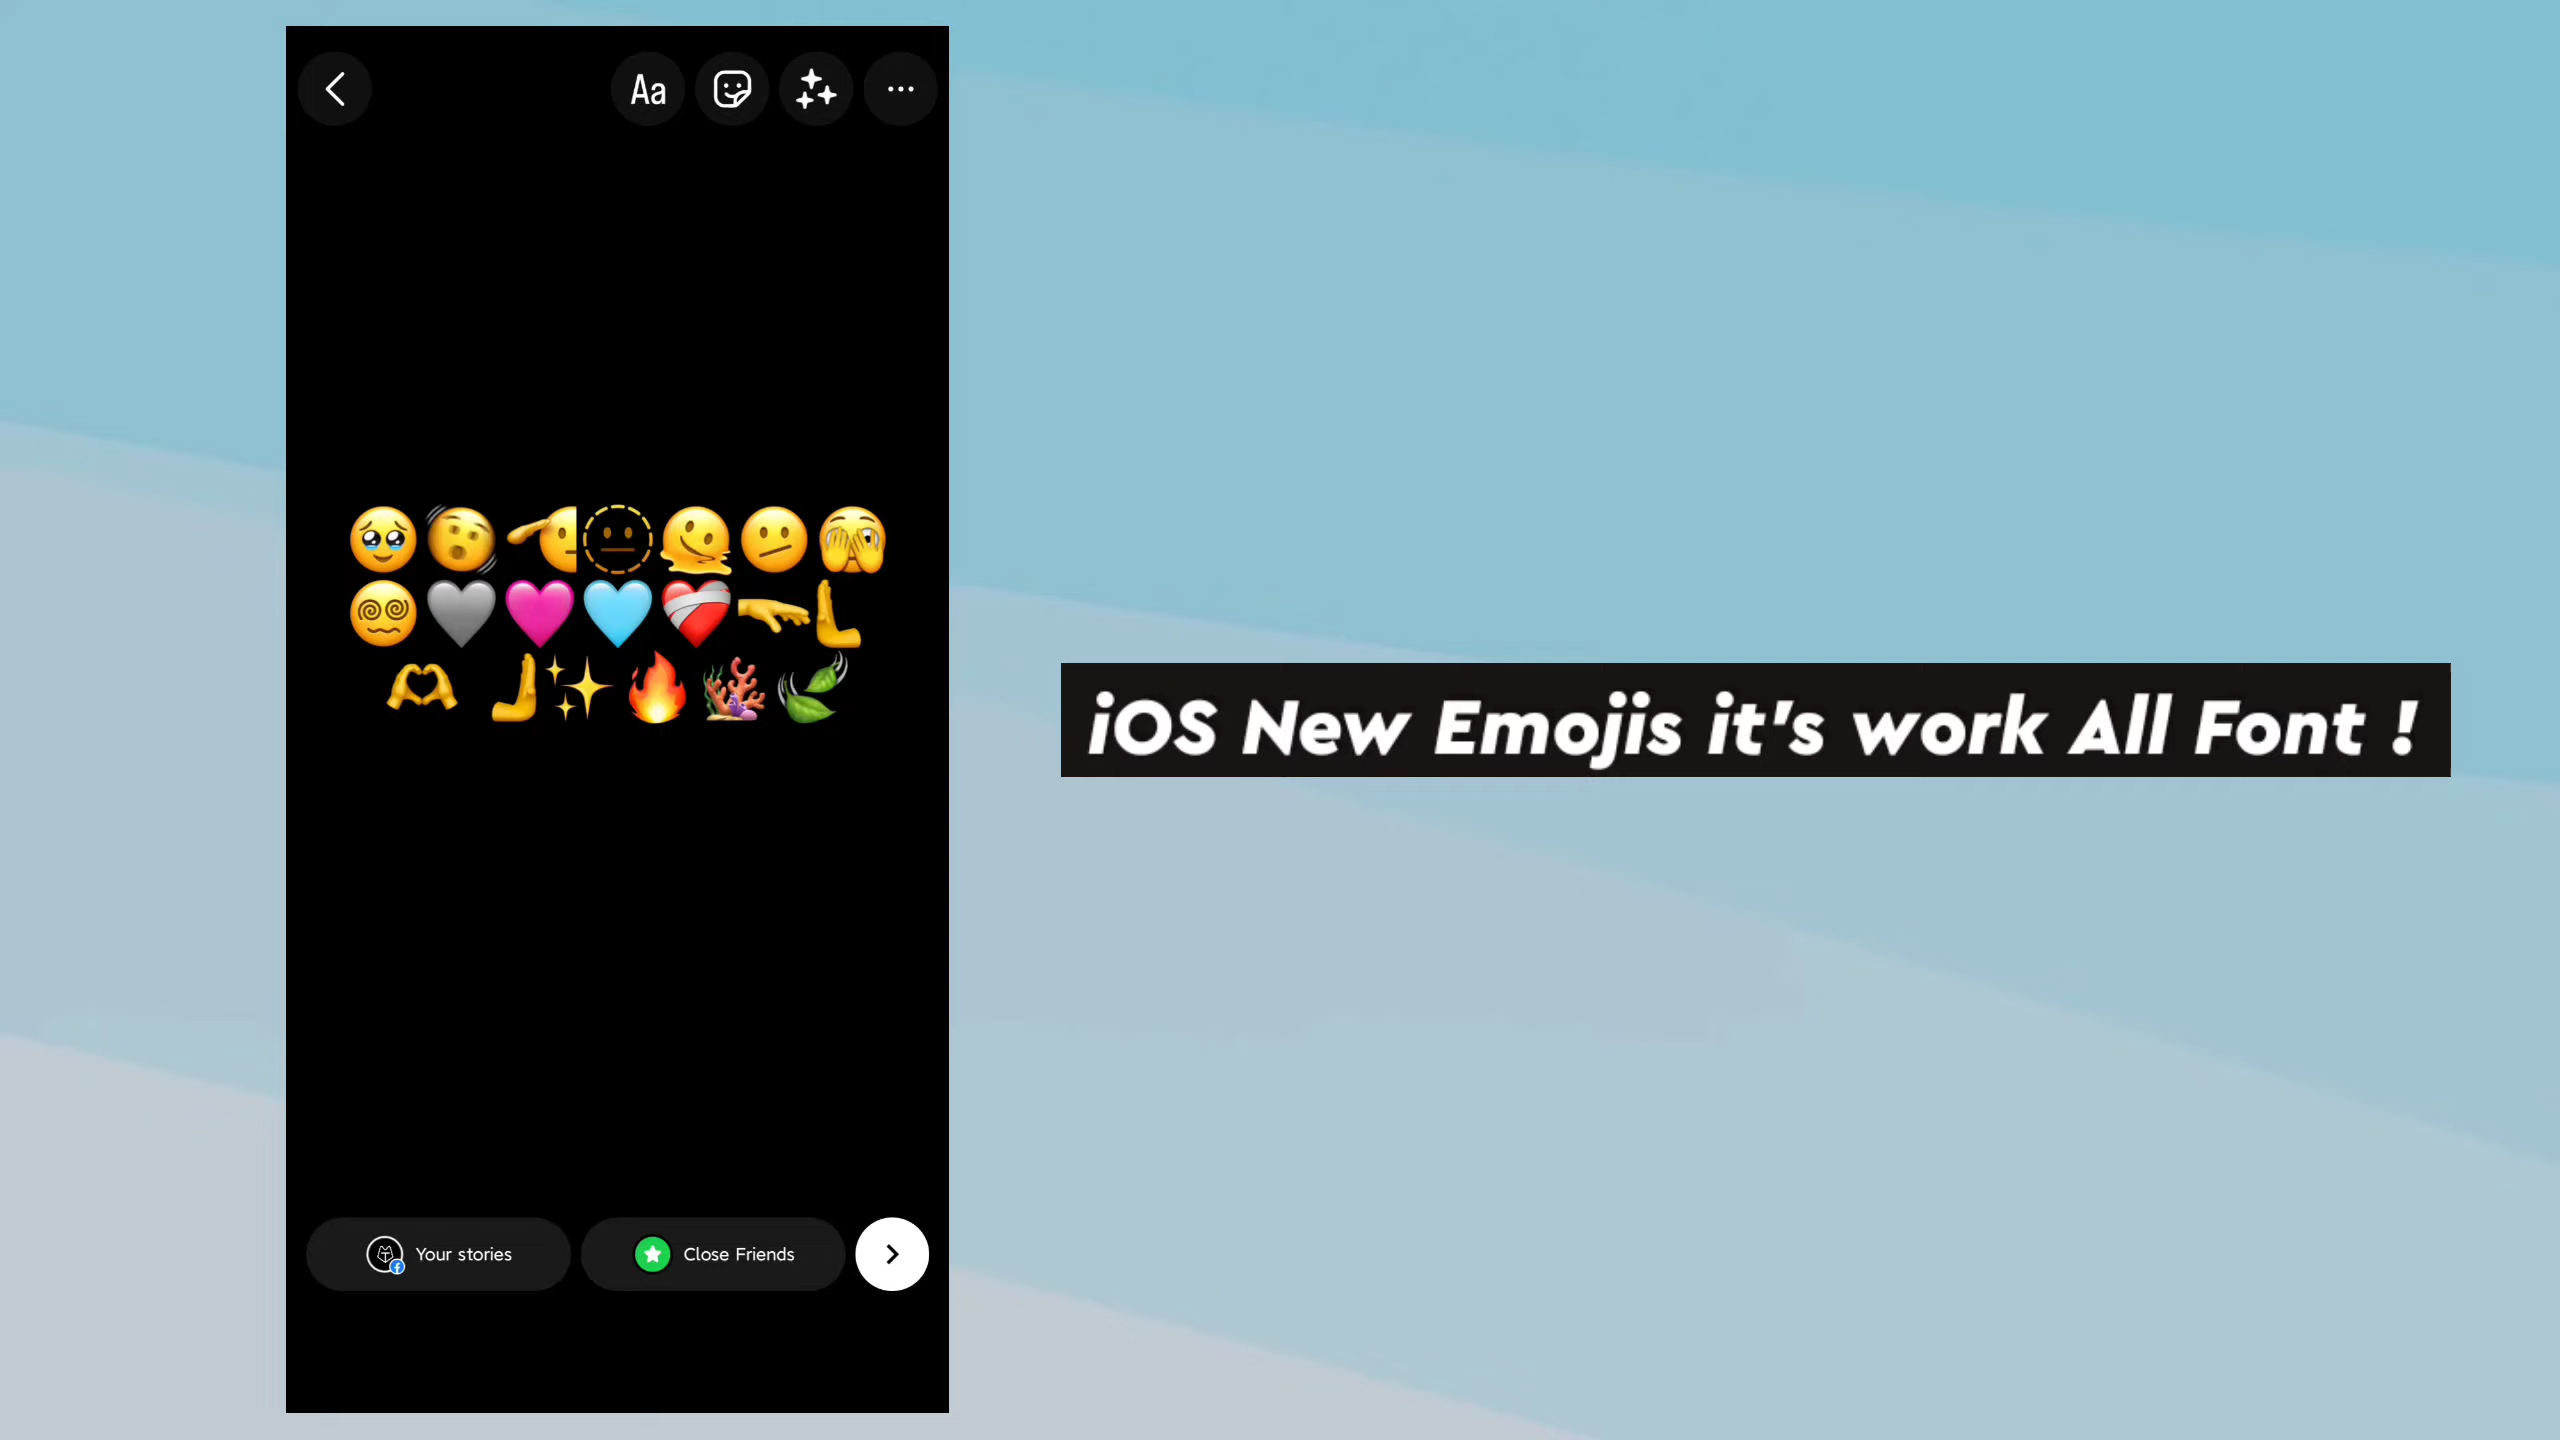 Aa
🥹🫨🫡🫥🫠🫤🫣
😵‍💫🩶🩷🩵❤️‍🩹🫳🫸
🫶 🫷✨🔥🪸🍃
iOS New Emojis it's work All Font !
Your stories
Close Friends